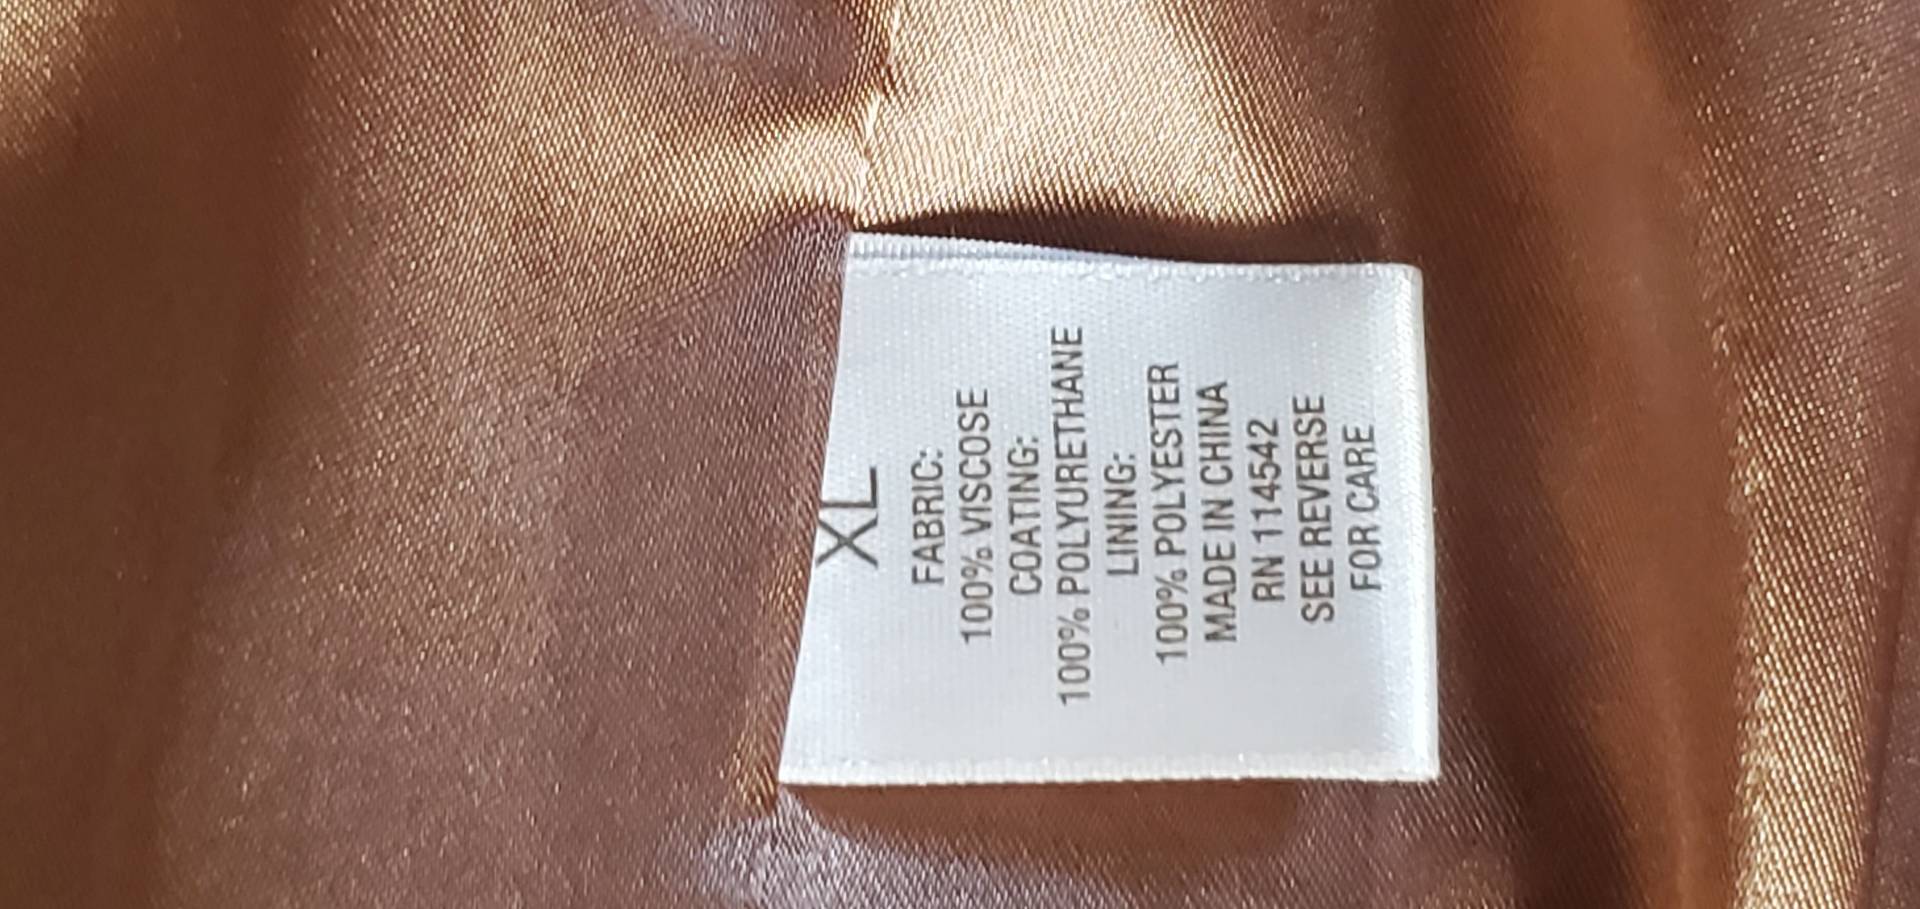 XL
FABRIC:
100% VISCOSE
COATING:
100% POLYURETHANE
LINING:
100% POLYESTER
MADE IN CHINA
RN 114542
SEE REVERSE
FOR CARE